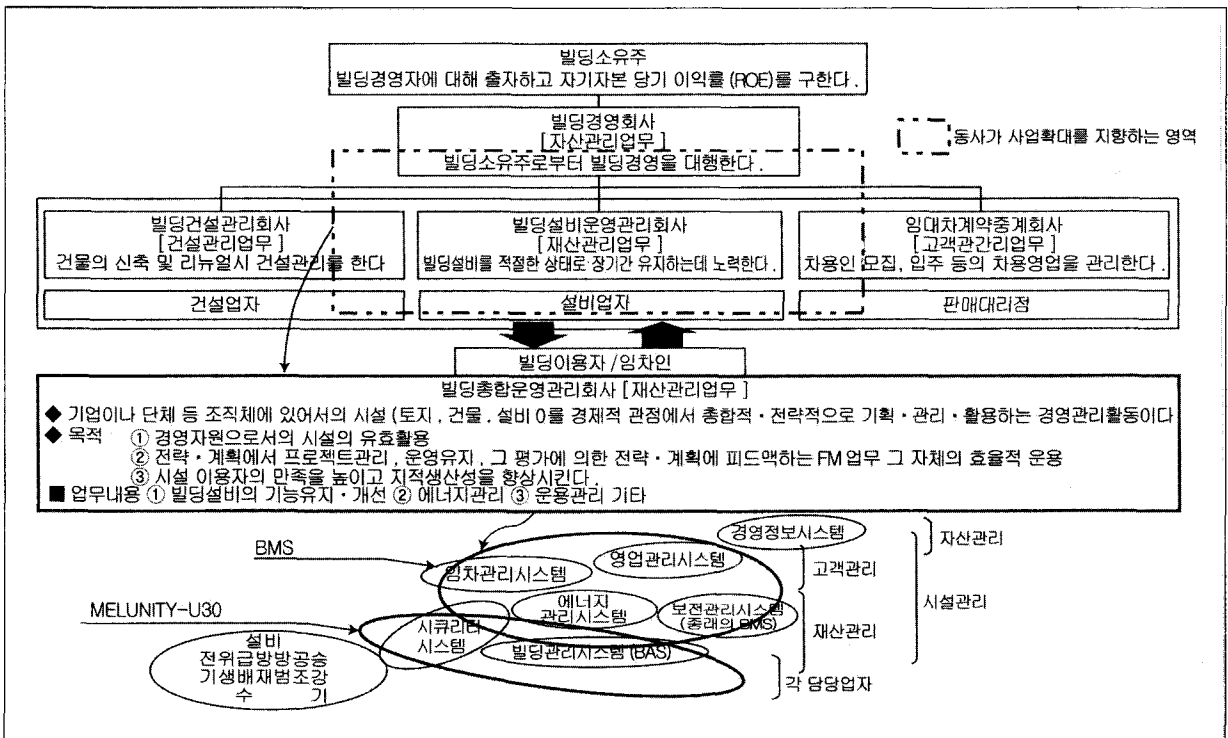 빌딩소유주
빌딩경영자에 대해 출자하고 자기자본 당기 이익률 (ROE)를 구한다.
빌딩경영회사
[자산관리업무]
빌딩소유주로부터 빌딩경영을 대행한다.
동사가 사업확대를 지향하는 영역
빌딩건설관리회사
[건설관리업무]
건물의 신축 및 리뉴얼시 건설관리를 한다
건설업자
빌딩설비운영관리회사
[재산관리업무]
빌딩설비를 적절한 상태로 장기간 유지하는데 노력한다.
설비업자
임대차계약중계회사
[고객관간리업무]
차용인 모집, 입주 등의 차용영업을 관리한다.
판매대리점
빌딩이용자/임차인
빌딩총합운영관리회사 [재산관리업무]
◆ 기업이나 단체 등 조직체에 있어서의 시설 (토지, 건물, 설비 0를 경제적 관점에서 총합적·전략적으로 기획·관리·활용하는 경영관리활동이다
◆ 목적 ① 경영자원으로서의 시설의 유효활용
② 전략·계획에서 프로젝트관리, 운영유지, 그 평가에 의한 전략·계획에 피드맥하는 FM 업무 그 자체의 효율적 운용
③ 시설 이용자의 만족을 높이고 지적생산성을 향상시킨다.
■ 업무내용 ① 빌딩설비의 기능유지·개선 ② 에너지관리 ③ 운용관리 기타
경영정보시스템
자산관리
BMS
임차관리시스템
영업관리시스템
고객관리
시설관리
에너지
관리시스템
보전관리시스템
(종래의 BMS)
재산관리
MELUNITY-U30
시큐리티
시스템
빌딩관리시스템 (BAS)
각 담당업자
설비
전위급방방공승
기생배재범조강
수 기